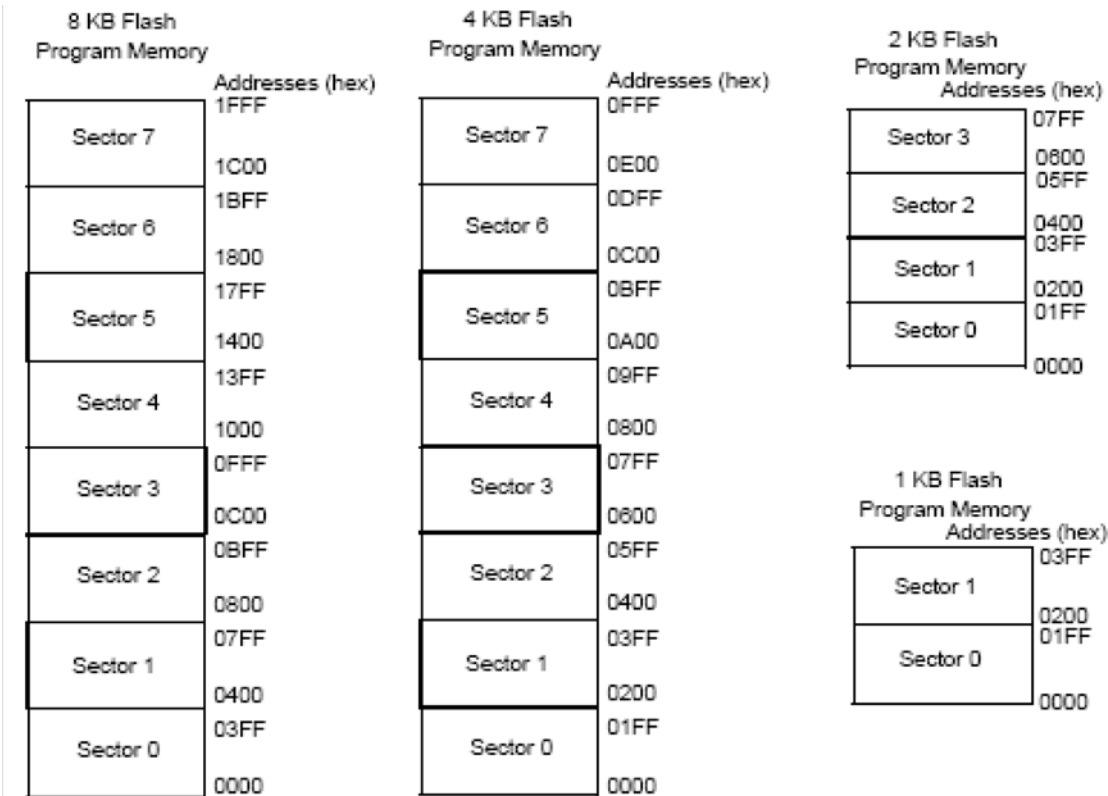 8 KB Flash
Program Memory
Addresses (hex)
1FFF
Sector 7
1C00
1BFF
Sector 6
1800
17FF
Sector 5
1400
13FF
Sector 4
1000
0FFF
Sector 3
0C00
0BFF
Sector 2
0800
07FF
Sector 1
0400
03FF
Sector 0
0000
4 KB Flash
Program Memory
Addresses (hex)
0FFF
Sector 7
0E00
0DFF
Sector 6
0C00
0BFF
Sector 5
0A00
09FF
Sector 4
0800
07FF
Sector 3
0600
05FF
Sector 2
0400
03FF
Sector 1
0200
01FF
Sector 0
0000
2 KB Flash
Program Memory
Addresses (hex)
07FF
Sector 3
0600
05FF
Sector 2
0400
03FF
Sector 1
0200
01FF
Sector 0
0000
1 KB Flash
Program Memory
Addresses (hex)
03FF
Sector 1
0200
01FF
Sector 0
0000